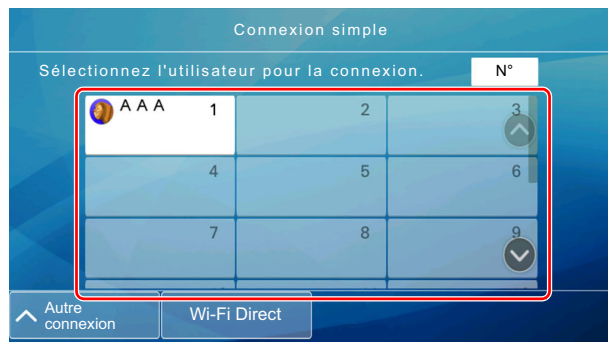 Connexion simple
Sélectionnez l'utilisateur pour la connexion. N°
A A A 1 2 3
4 5 6
7 8 9
Autre connexion Wi-Fi Direct